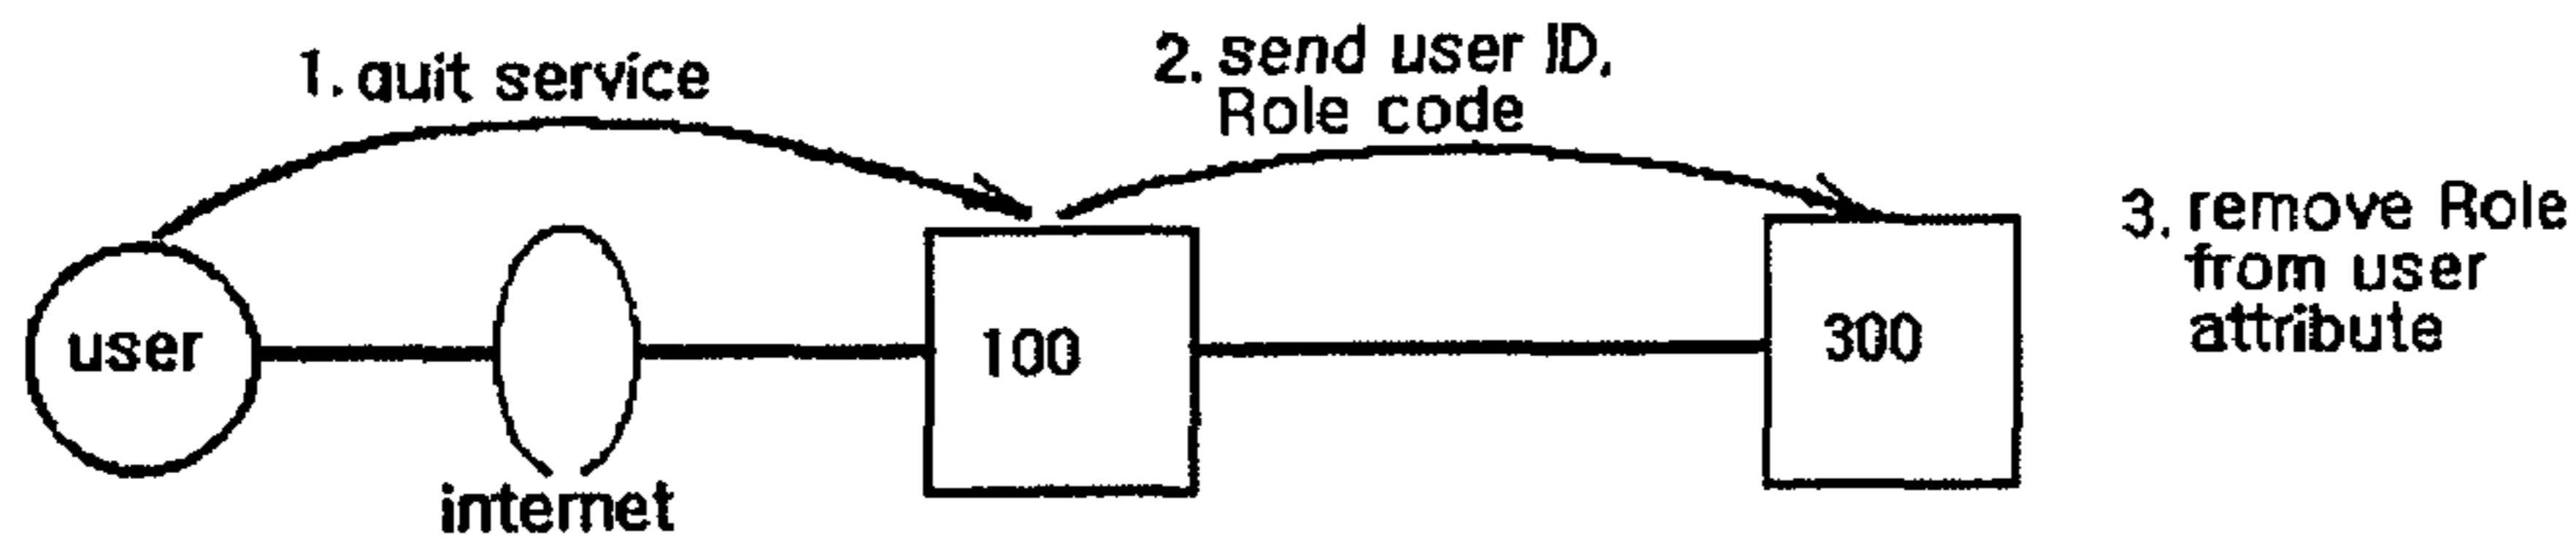 1. quit service
2. send user ID,
Role code
3. remove Role
from user
attribute
user
internet
100
300